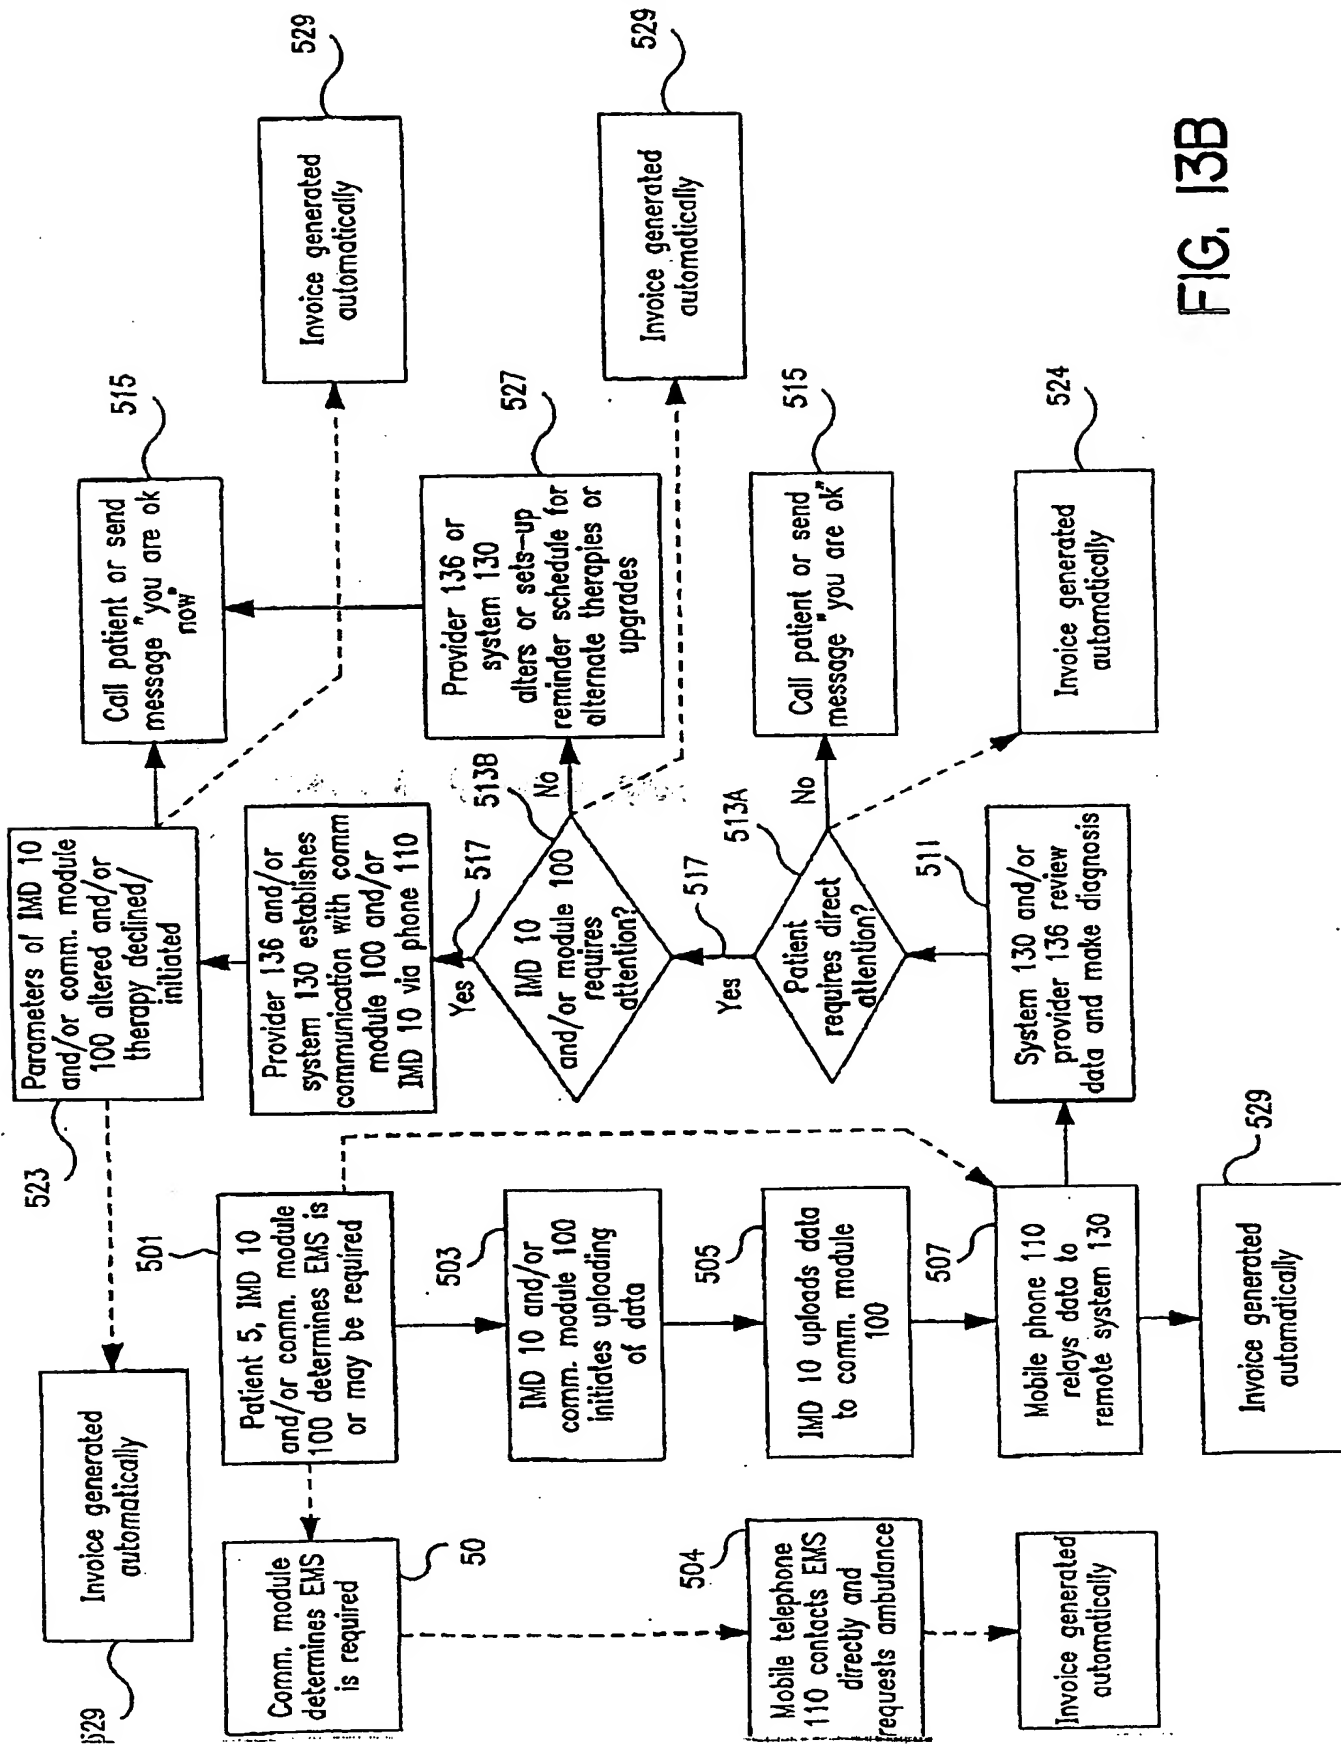 529
Invoice generated
automatically
523
Parameters of IMD 10
and/or comm. module
100 altered and/or
therapy declined/
initiated
515
Call patient or send
message "you are ok
now"
529
Invoice generated
automatically
501
Patient 5, IMD 10
and/or comm. module
100 determines EMS is
or may be required
Comm. module
determines EMS
is required
50
Provider 136 and/or
system 130 establishes
communication with comm
module 100 and/or
IMD 10 via phone 110
Yes
517
503
IMD 10 and/or
comm. module 100
initiates uploading
of data
IMD 10
and/or module 100
requires
attention?
513B
No
Provider 136 or
system 130
alters or sets-up
reminder schedule for
alternate therapies or
upgrades
527
Invoice generated
automatically
529
Yes
517
505
IMD 10 uploads data
to comm. module
100
Patient
requires direct
attention?
513A
No
Call patient or send
message "you are ok"
515
504
Mobile telephone
110 contacts EMS
directly and
requests ambulance
507
Mobile phone 110
relays data to
remote system 130
System 130 and/or
provider 136 review
data and make diagnosis
511
Invoice generated
automatically
524
Invoice generated
automatically
Invoice generated
automatically
529
FIG. 13B